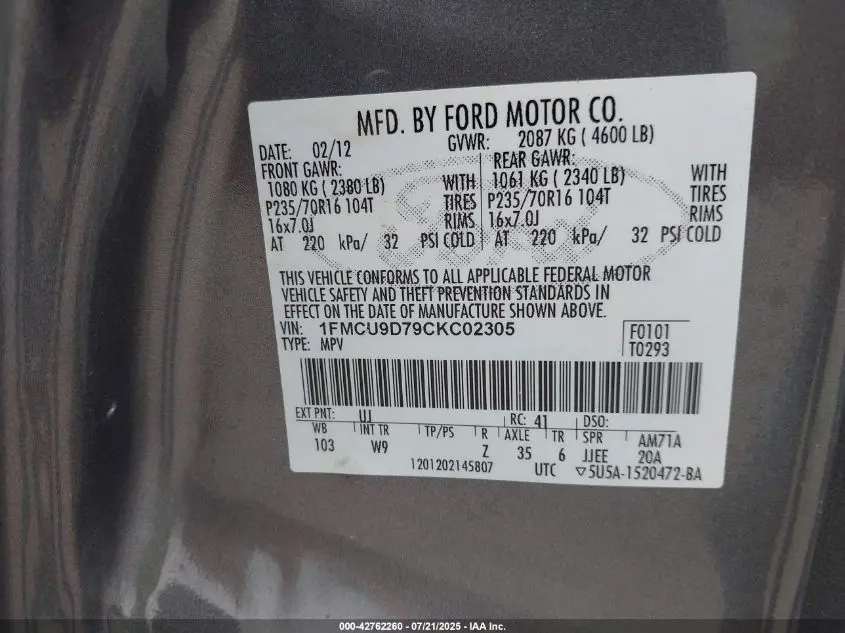 MFD. BY FORD MOTOR CO.
DATE: 02/12 GVWR: 2087 KG ( 4600 LB)
FRONT GAWR: REAR GAWR:
1080 KG ( 2380 LB) WITH 1061 KG ( 2340 LB) WITH
P235/70R16 104T TIRES P235/70R16 104T TIRES
16x7.0J RIMS 16x7.0J RIMS
AT 220 kPa/ 32 PSI COLD AT 220 kPa/ 32 PSI COLD
THIS VEHICLE CONFORMS TO ALL APPLICABLE FEDERAL MOTOR
VEHICLE SAFETY AND THEFT PREVENTION STANDARDS IN
EFFECT ON THE DATE OF MANUFACTURE SHOWN ABOVE.
VIN: 1FMCU9D79CKC02305 F0101
TYPE: MPV T0293
EXT PNT: UJ RC: 41 DSO:
WB INT TR TP/PS R AXLE TR SPR AM71A
103 W9 Z 35 6 JJEE 20A
1201202145807 UTC ▽5U5A-1520472-BA
000-42762260 - 07/21/2025 - IAA Inc.